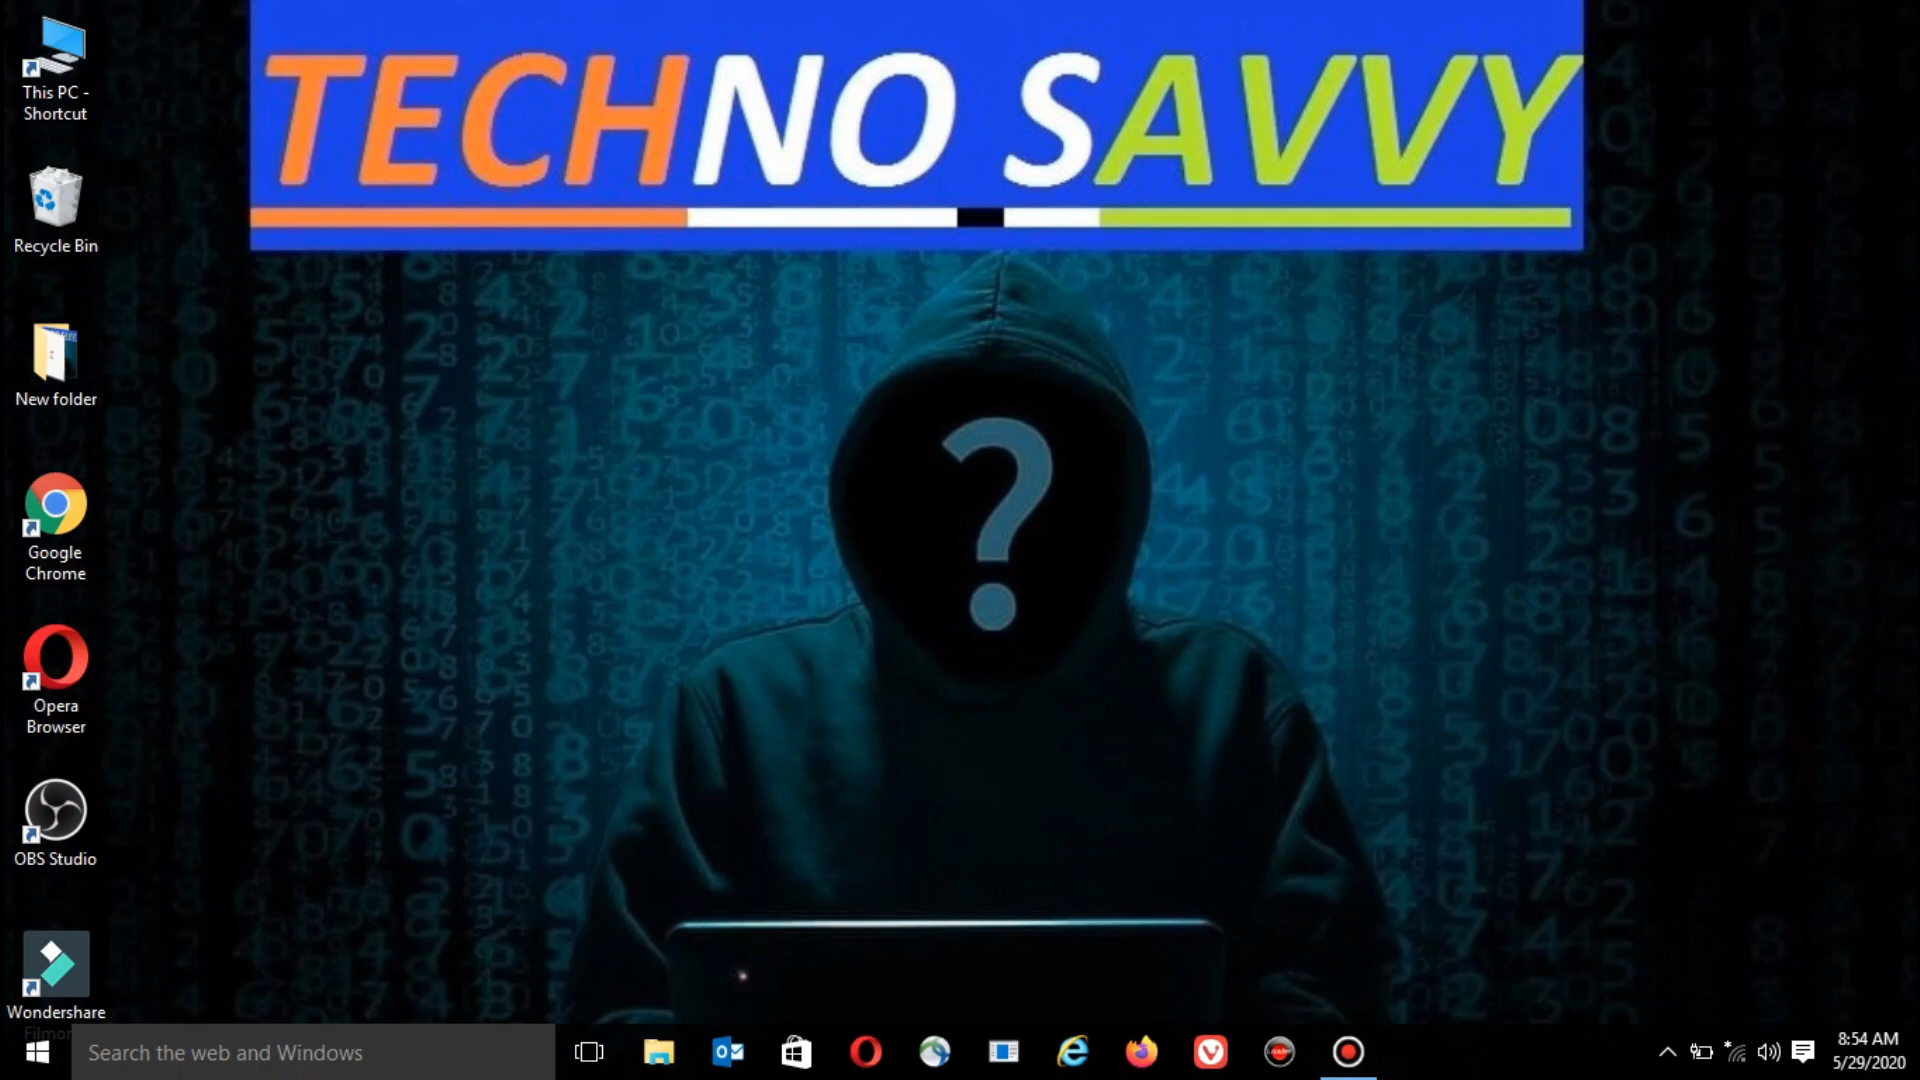 TECHNO SAVVY
This PC -
Shortcut
Recycle Bin
New folder
Google
Chrome
Opera
Browser
OBS Studio
Wondershare
Search the web and Windows
8:54 AM
5/29/2020